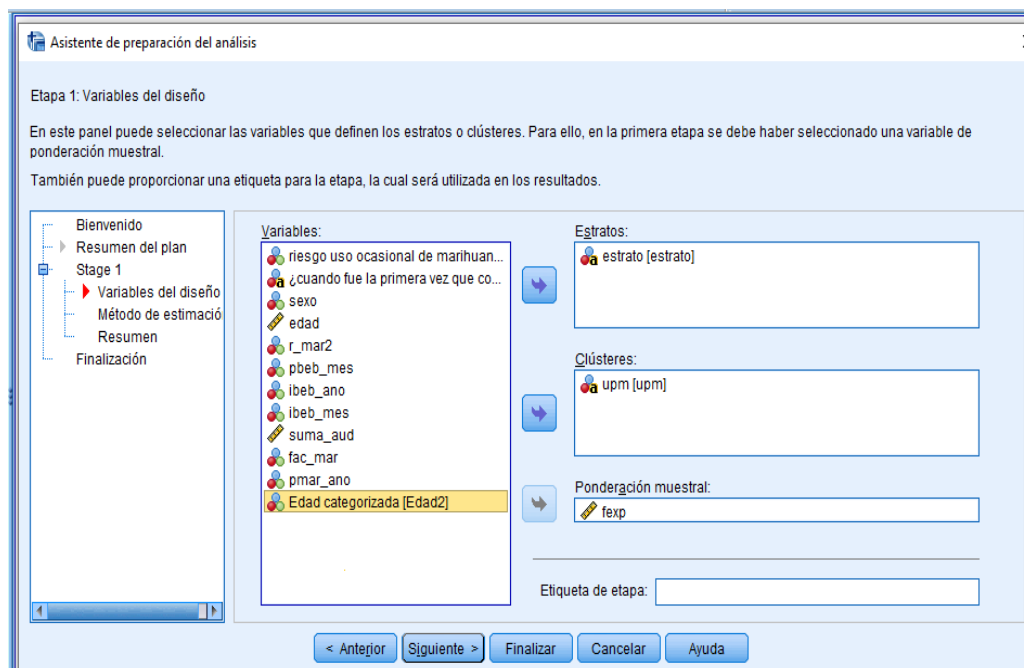 Asistente de preparación del análisis
Etapa 1: Variables del diseño
En este panel puede seleccionar las variables que definen los estratos o clústeres. Para ello, en la primera etapa se debe haber seleccionado una variable de
ponderación muestral.
También puede proporcionar una etiqueta para la etapa, la cual será utilizada en los resultados.
Bienvenido
Resumen del plan
Stage 1
Variables del diseño
Método de estimació
Resumen
Finalización
Variables:
riesgo uso ocasional de marihuan...
¿cuando fue la primera vez que co...
sexo
edad
r_mar2
pbeb_mes
ibeb_ano
ibeb_mes
suma_aud
fac_mar
pmar_ano
Edad categorizada [Edad2]
Estratos:
estrato [estrato]
Clústeres:
upm [upm]
Ponderación muestral:
fexp
Etiqueta de etapa:
< Anterior Siguiente > Finalizar Cancelar Ayuda